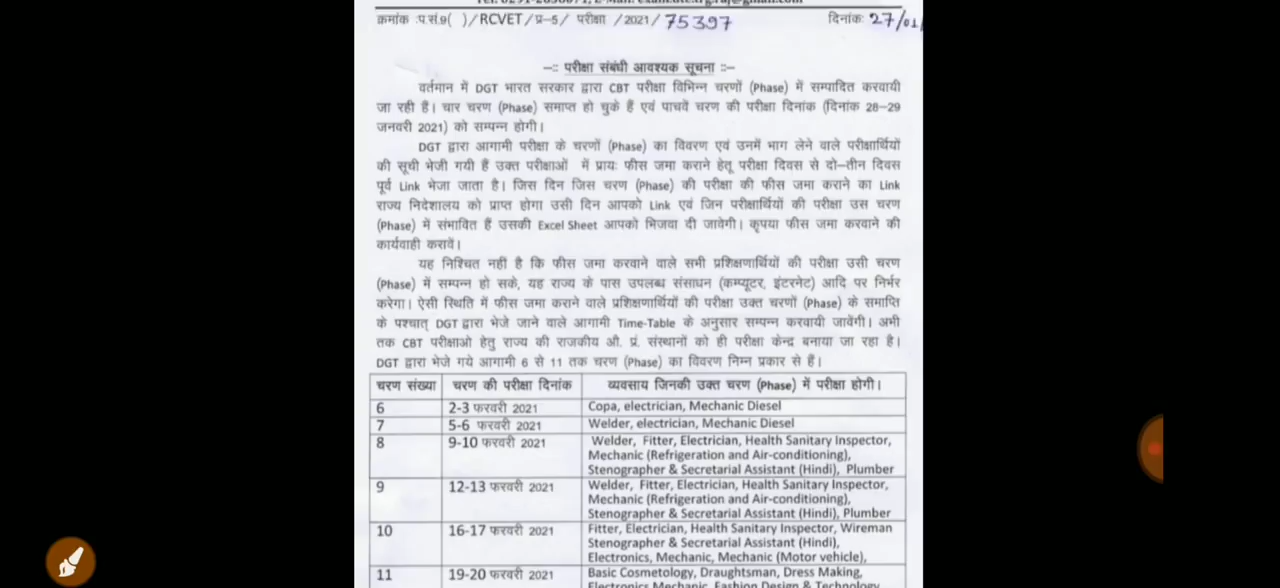 क्रमांक :प.सं.9( )/RCVET/प्र-5/ परीक्षा /2021/75397 दिनांकः 27/01/
-:: परीक्षा संबंधी आवश्यक सूचना ::-
वर्तमान में DGT भारत सरकार द्वारा CBT परीक्षा विभिन्न चरणों (Phase) में सम्पादित करवायी
जा रही है। चार चरण (Phase) समाप्त हो चुके हैं एवं पाचवें चरण की परीक्षा दिनांक (दिनांक 28–29
जनवरी 2021) को सम्पन्न होगी।
DGT द्वारा आगामी परीक्षा के चरणों (Phase) का विवरण एवं उनमें भाग लेने वाले परीक्षार्थियों
की सूची भेजी गयी हैं उक्त परीक्षाओं में प्रायः फीस जमा कराने हेतु परीक्षा दिवस से दो–तीन दिवस
पूर्व Link भेजा जाता है। जिस दिन जिस चरण (Phase) की परीक्षा की फीस जमा कराने का Link
राज्य निदेशालय को प्राप्त होगा उसी दिन आपको Link एवं जिन परीक्षार्थियों की परीक्षा उस चरण
(Phase) में संभावित हैं उसकी Excel Sheet आपको भिजवा दी जावेगी। कृपया फीस जमा करवाने की
कार्यवाही करावें।
यह निश्चित नहीं है कि फीस जमा करवाने वाले सभी प्रशिक्षणार्थियों की परीक्षा उसी चरण
(Phase) में सम्पन्न हो सके, यह राज्य के पास उपलब्ध संसाधन (कम्प्यूटर, इंटरनेट) आदि पर निर्भर
करेगा। ऐसी स्थिति में फीस जमा कराने वाले प्रशिक्षणार्थियों की परीक्षा उक्त चरणों (Phase) के समाप्ति
के पश्चात् DGT द्वारा भेजे जाने वाले आगामी Time-Table के अनुसार सम्पन्न करवायी जावेंगी। अभी
तक CBT परीक्षाओ हेतु राज्य की राजकीय औ. प्रं. संस्थानों को ही परीक्षा केन्द्र बनाया जा रहा है।
DGT द्वारा भेजे गये आगामी 6 से 11 तक चरण (Phase) का विवरण निम्न प्रकार से हैं।
चरण संख्या चरण की परीक्षा दिनांक व्यवसाय जिनकी उक्त चरण (Phase) में परीक्षा होगी।
6 2-3 फरवरी 2021 Copa, electrician, Mechanic Diesel
7 5-6 फरवरी 2021 Welder, electrician, Mechanic Diesel
8 9-10 फरवरी 2021 Welder, Fitter, Electrician, Health Sanitary Inspector,
Mechanic (Refrigeration and Air-conditioning),
Stenographer & Secretarial Assistant (Hindi), Plumber
9 12-13 फरवरी 2021 Welder, Fitter, Electrician, Health Sanitary Inspector,
Mechanic (Refrigeration and Air-conditioning),
Stenographer & Secretarial Assistant (Hindi), Plumber
10 16-17 फरवरी 2021 Fitter, Electrician, Health Sanitary Inspector, Wireman
Stenographer & Secretarial Assistant (Hindi),
Electronics, Mechanic, Mechanic (Motor vehicle),
11 19-20 फरवरी 2021 Basic Cosmetology, Draughtsman, Dress Making,
Electronics Mechanic, Fashion Design & Technology